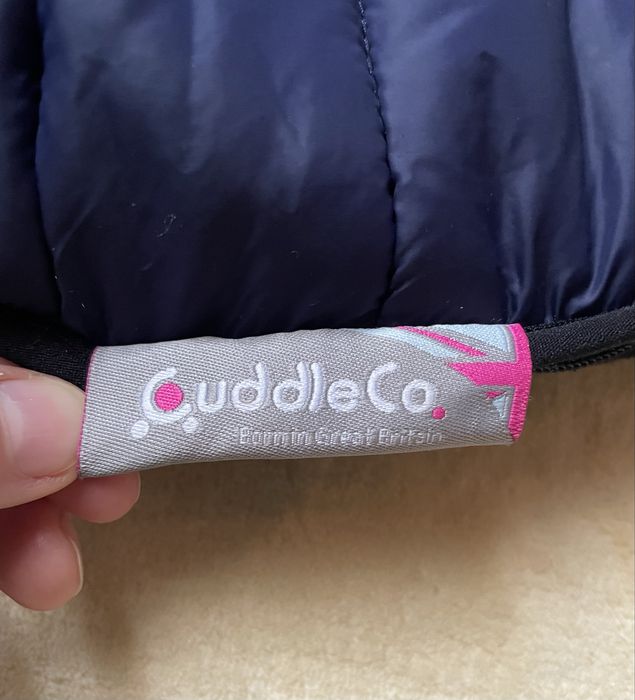 CuddleCo.
Born in Great Britain